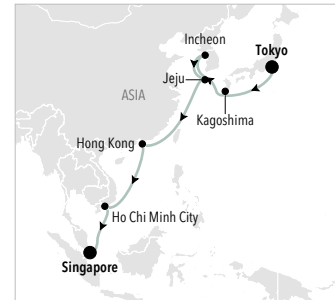 Incheon
Tokyo
Jeju
ASIA
Kagoshima
Hong Kong
Ho Chi Minh City
Singapore